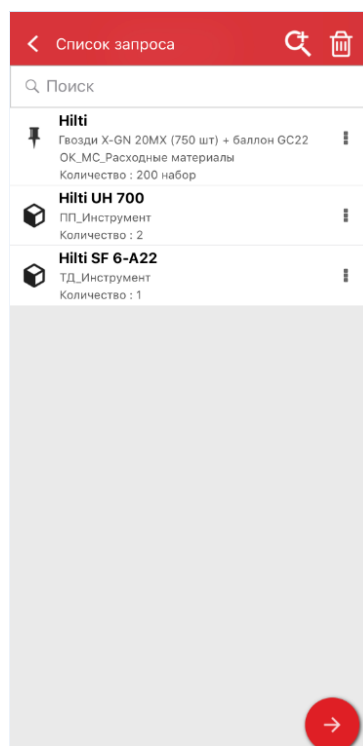 Список запроса
Поиск
Hilti
Гвозди X-GN 20MX (750 шт) + баллон GC22
ОК_МС_Расходные материалы
Количество : 200 набор
Hilti UH 700
ПП_Инструмент
Количество : 2
Hilti SF 6-A22
ТД_Инструмент
Количество : 1